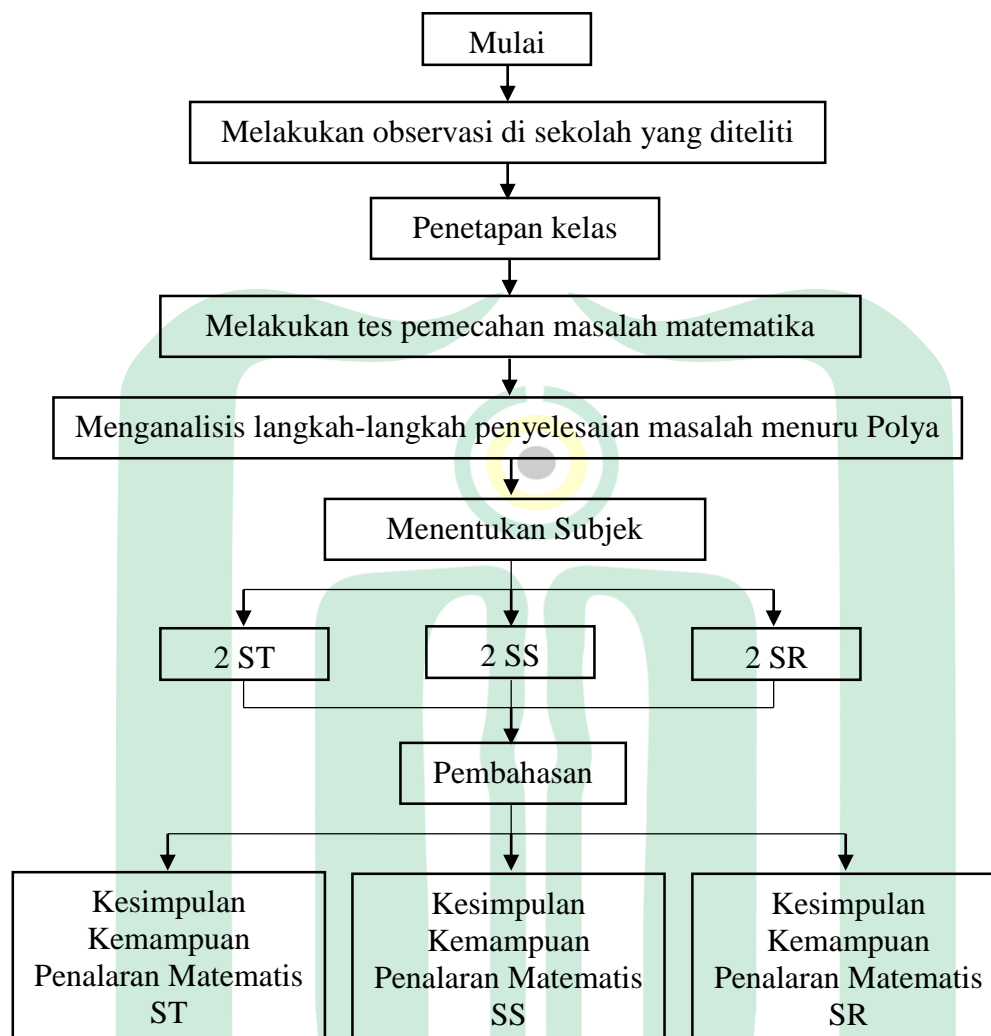 Mulai
Melakukan observasi di sekolah yang diteliti
Penetapan kelas
Melakukan tes pemecahan masalah matematika
Menganalisis langkah-langkah penyelesaian masalah menuru Polya
Menentukan Subjek
2 ST
2 SS
2 SR
Pembahasan
Kesimpulan
Kemampuan
Penalaran Matematis
ST
Kesimpulan
Kemampuan
Penalaran Matematis
SS
Kesimpulan
Kemampuan
Penalaran Matematis
SR